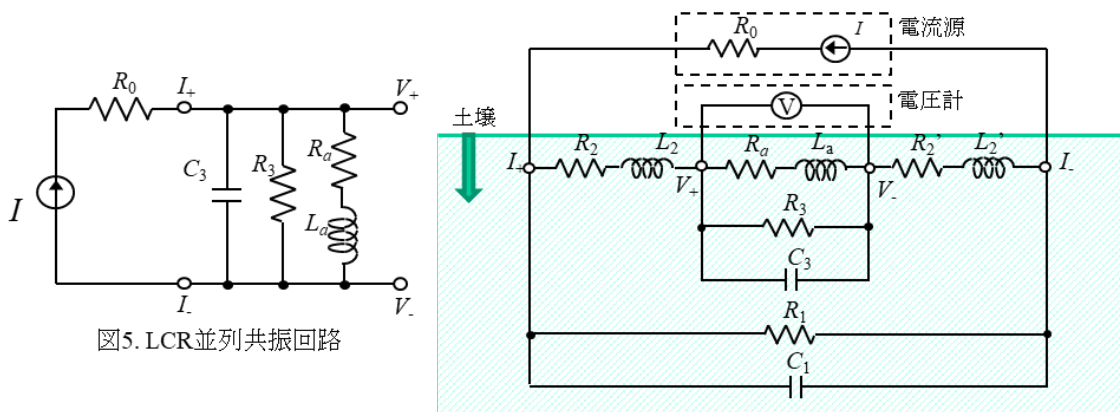 R0
I+
V+
C3
R3
Ra
La
I
I-
V-
図5. LCR並列共振回路
R0
I
電流源
V
電圧計
土壌
I+
R2
L2
V+
Ra
La
V-
R2'
L2'
I-
R3
C3
R1
C1